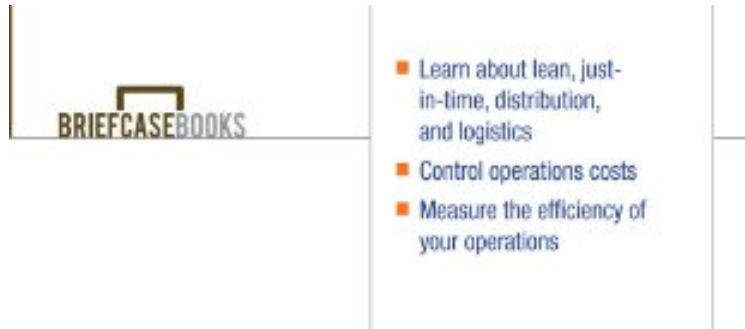 BRIEFCASEBOOKS
Learn about lean, just-
in-time, distribution,
and logistics
Control operations costs
Measure the efficiency of
your operations